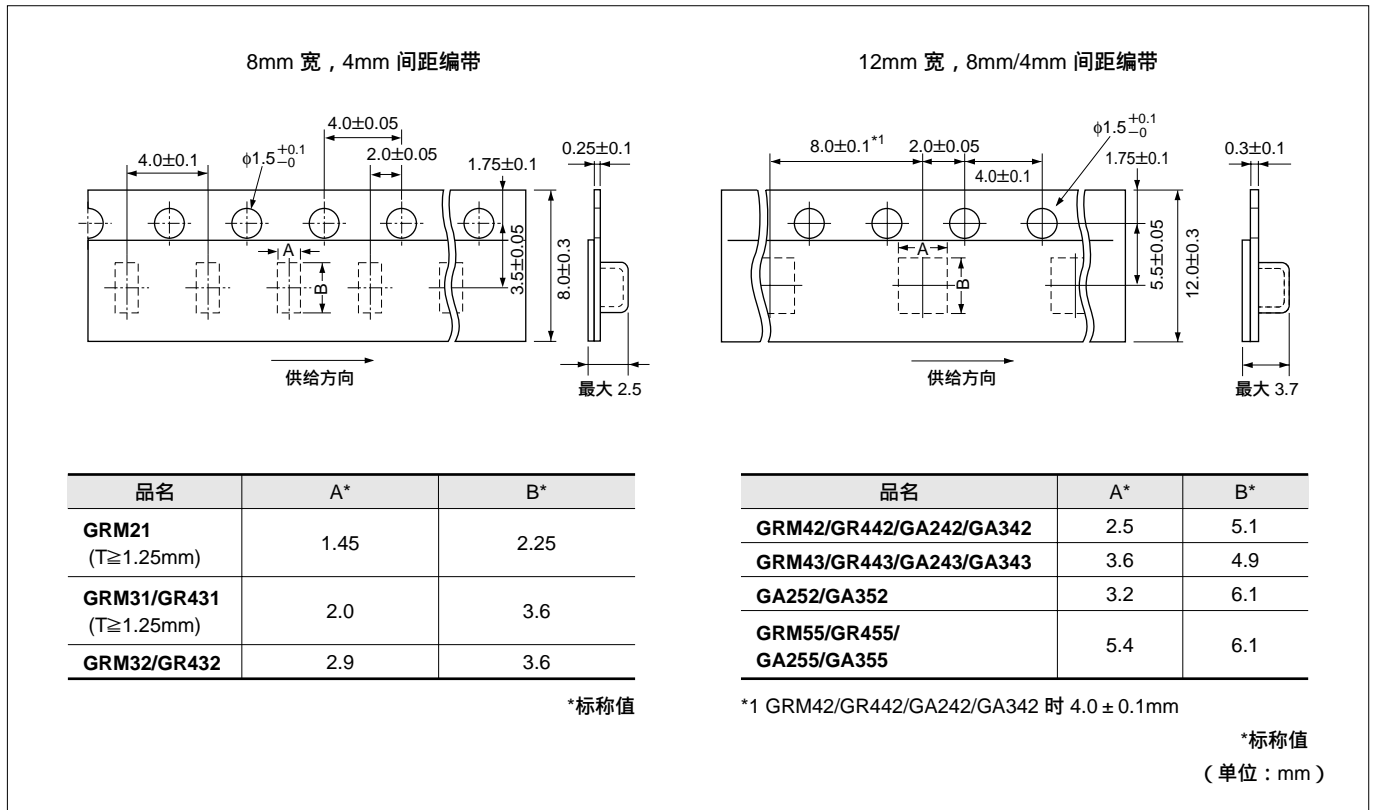 8mm 宽，4mm 间距编带
4.0±0.1
φ1.5 +0.1 −0
4.0±0.05
2.0±0.05
1.75±0.1
0.25±0.1
A
B
3.5±0.05
8.0±0.3
供给方向
最大 2.5
12mm 宽，8mm/4mm 间距编带
8.0±0.1 *1
2.0±0.05
4.0±0.1
φ1.5 +0.1 −0
1.75±0.1
0.3±0.1
A
B
5.5±0.05
12.0±0.3
供给方向
最大 3.7
品名 A* B*
GRM21
(T≧1.25mm) 1.45 2.25
GRM31/GR431
(T≧1.25mm) 2.0 3.6
GRM32/GR432 2.9 3.6
*标称值
品名 A* B*
GRM42/GR442/GA242/GA342 2.5 5.1
GRM43/GR443/GA243/GA343 3.6 4.9
GA252/GA352 3.2 6.1
GRM55/GR455/
GA255/GA355 5.4 6.1
*1 GRM42/GR442/GA242/GA342 时 4.0 ± 0.1mm
*标称值
（单位：mm）